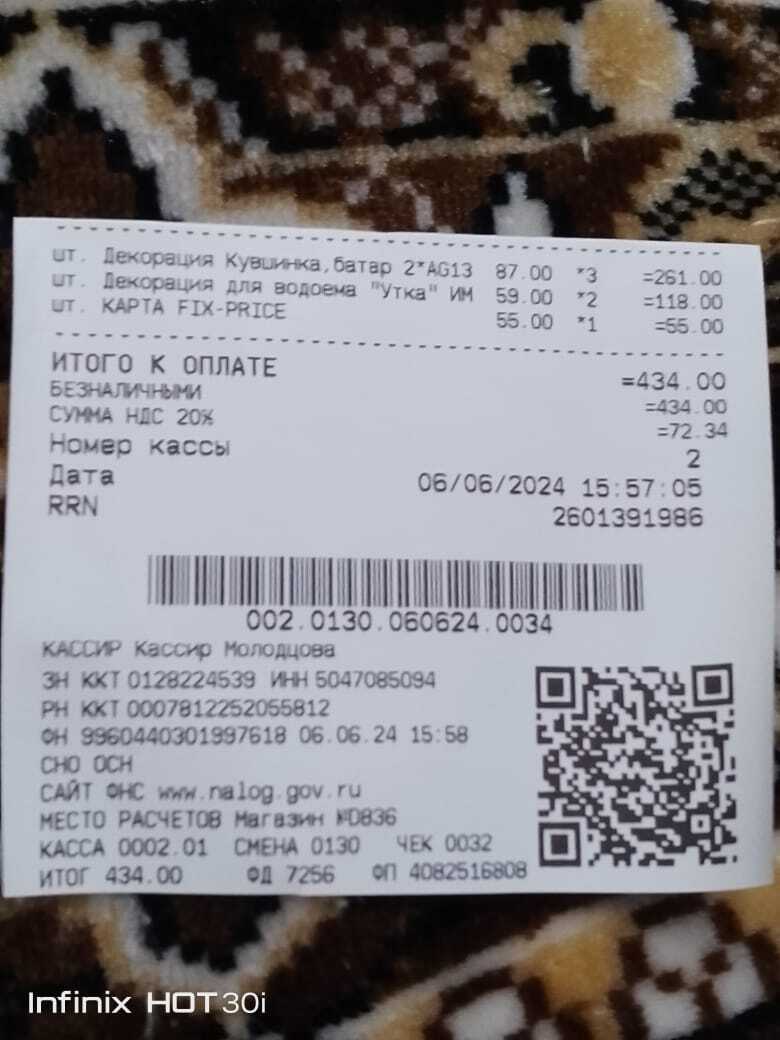 шт. Декорация Кувшинка,батар 2*AG13 87.00 *3 =261.00
шт. Декорация для водоема "Утка" ИМ 59.00 *2 =118.00
шт. КАРТА FIX-PRICE 55.00 *1 =55.00
ИТОГО К ОПЛАТЕ =434.00
БЕЗНАЛИЧНЫМИ =434.00
СУММА НДС 20% =72.34
Номер кассы 2
Дата 06/06/2024 15:57:05
RRN 2601391986
002.0130.060624.0034
КАССИР Кассир Молодцова
ЗН ККТ 0128224539 ИНН 5047085094
РН ККТ 0007812252055812
ФН 9960440301997618 06.06.24 15:58
СНО ОСН
САЙТ ФНС www.nalog.gov.ru
МЕСТО РАСЧЕТОВ Магазин №D836
КАССА 0002.01 СМЕНА 0130 ЧЕК 0032
ИТОГ 434.00 ФД 7256 ФП 4082516808
Infinix HOT 30i